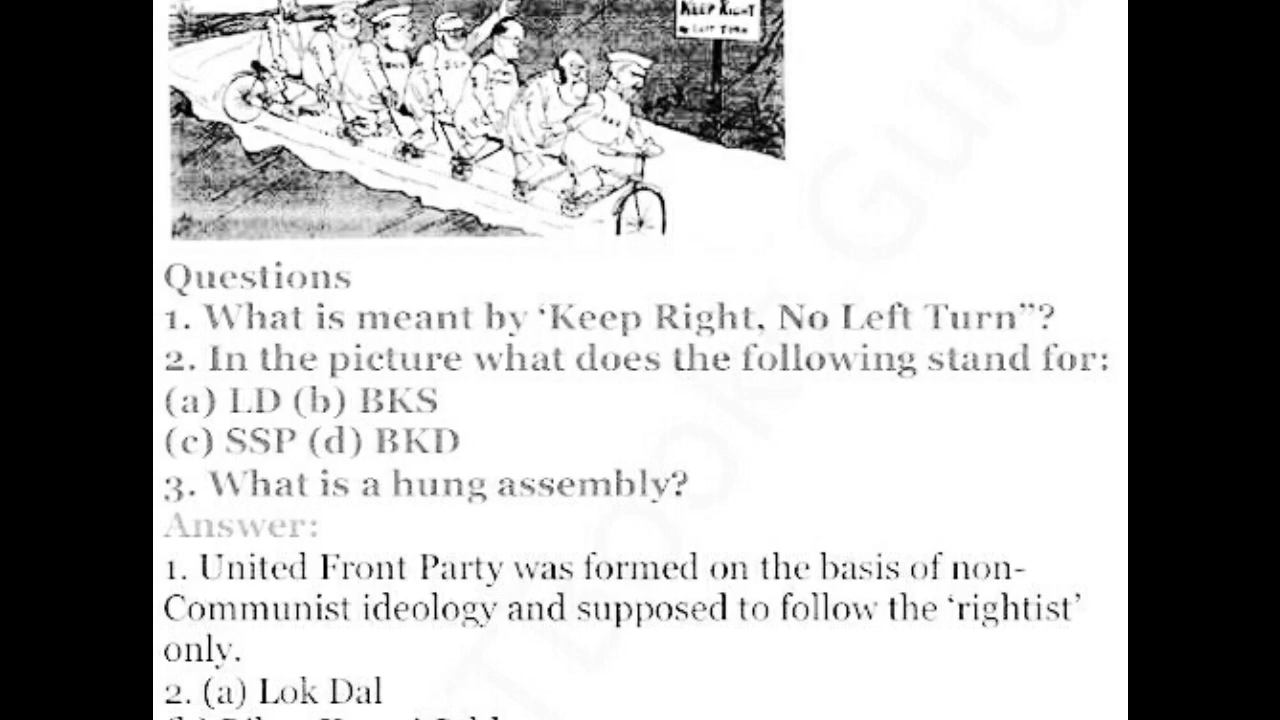 KEEP RIGHT
Questions
1. What is meant by ‘Keep Right, No Left Turn”?
2. In the picture what does the following stand for:
(a) LD (b) BKS
(c) SSP (d) BKD
3. What is a hung assembly?
Answer:
1. United Front Party was formed on the basis of non-
Communist ideology and supposed to follow the ‘rightist’
only.
2. (a) Lok Dal